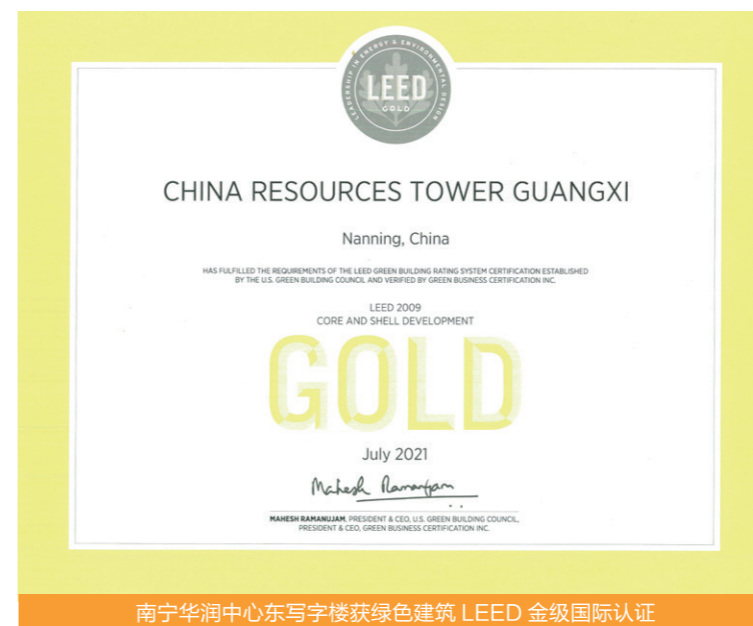 LEADERSHIP IN ENERGY & ENVIRONMENTAL DESIGN
LEED
GOLD
CHINA RESOURCES TOWER GUANGXI
Nanning, China
HAS FULFILLED THE REQUIREMENTS OF THE LEED GREEN BUILDING RATING SYSTEM CERTIFICATION ESTABLISHED
BY THE U.S. GREEN BUILDING COUNCIL AND VERIFIED BY GREEN BUSINESS CERTIFICATION INC.
LEED 2009
CORE AND SHELL DEVELOPMENT
GOLD
July 2021
Mahesh Ramanujam
MAHESH RAMANUJAM, PRESIDENT & CEO, U.S. GREEN BUILDING COUNCIL,
PRESIDENT & CEO, GREEN BUSINESS CERTIFICATION INC.
南宁华润中心东写字楼获绿色建筑 LEED 金级国际认证